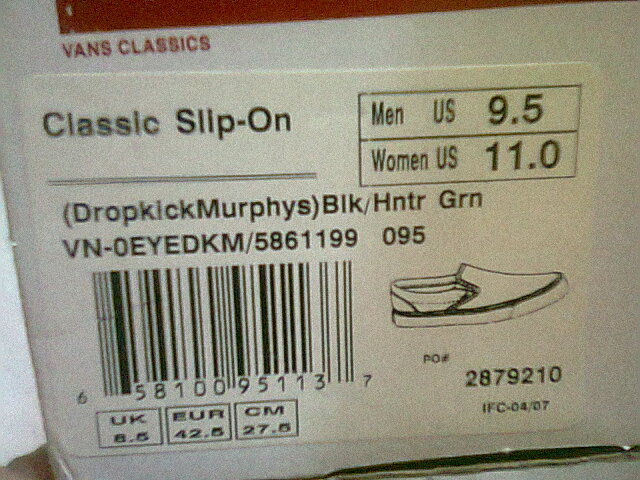 VANS CLASSICS
Classic Slip-On
Men US 9.5
Women US 11.0
(DropkickMurphys)Blk/Hntr Grn
VN-0EYEDKM/5861199 095
6 58100 95113 7
PO#
2879210
IFC-04/07
UK EUR CM
8.5 42.5 27.5